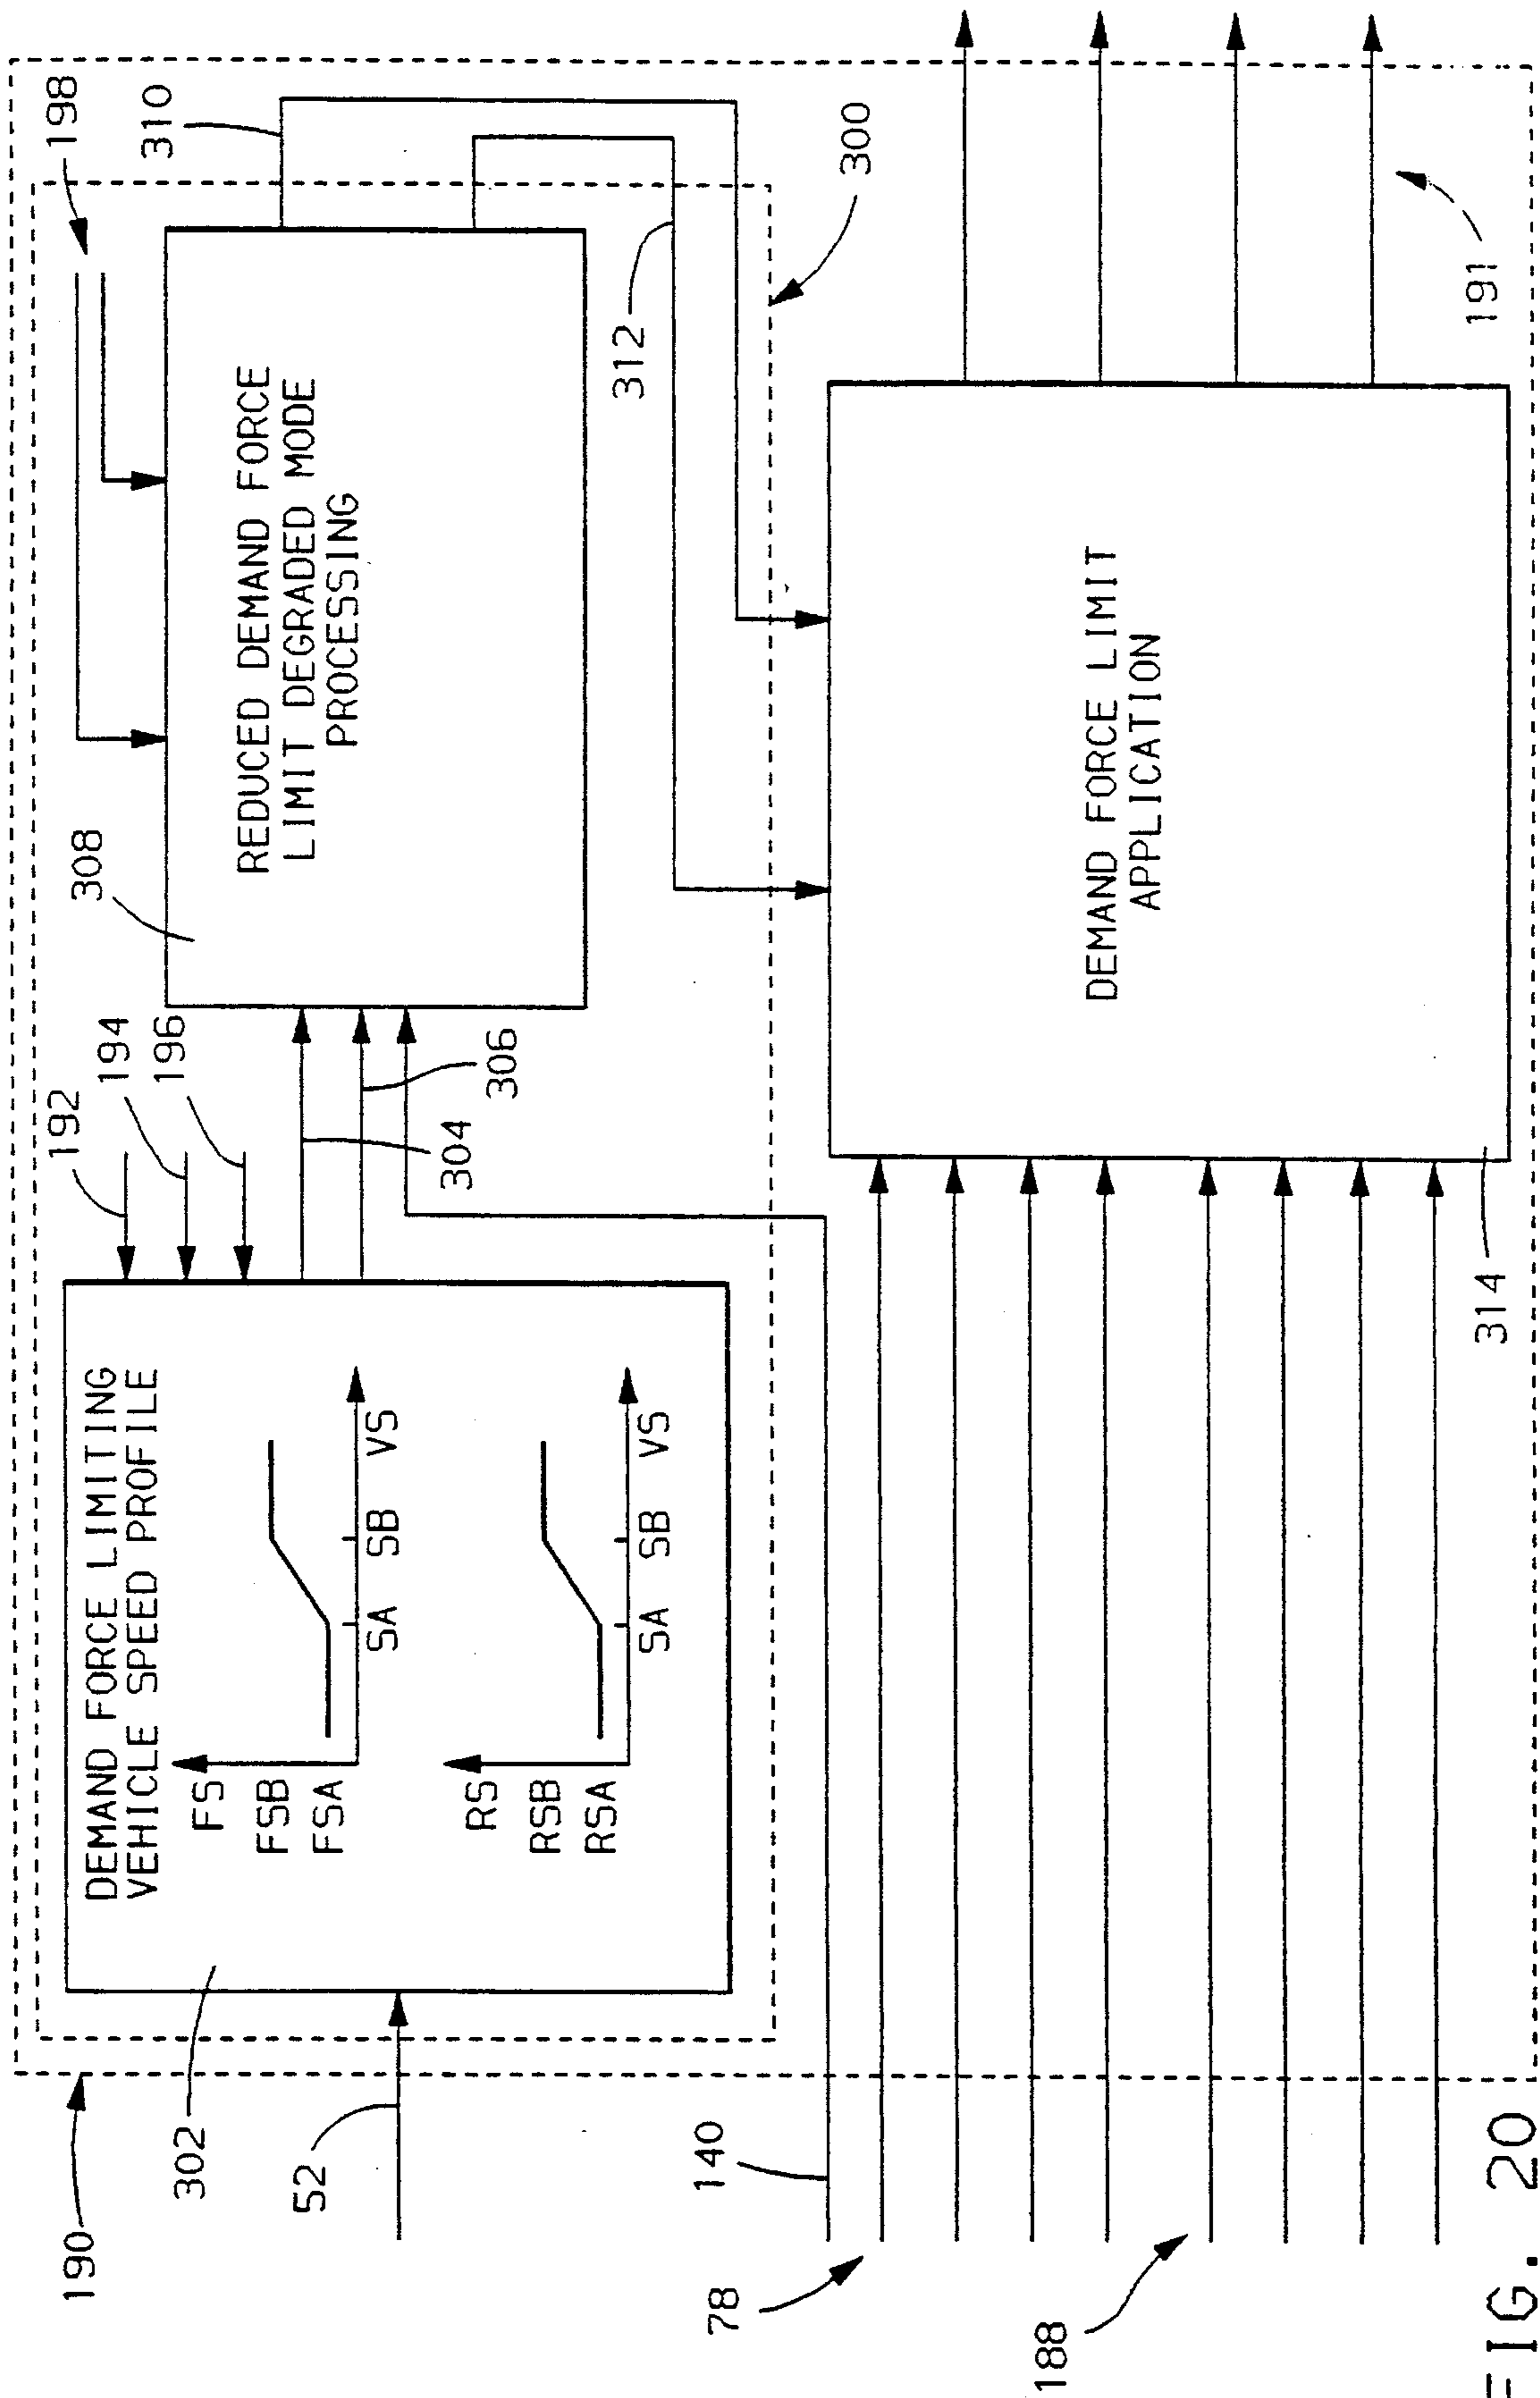 190
302
52
DEMAND FORCE LIMITING
VEHICLE SPEED PROFILE
FS
FSB
FSA
SA
SB
VS
RS
RSB
RSA
SA
SB
VS
192
194
196
304
306
308
REDUCED DEMAND FORCE
LIMIT DEGRADED MODE
PROCESSING
198
310
312
300
140
78
188
314
DEMAND FORCE LIMIT
APPLICATION
191
FIG. 20